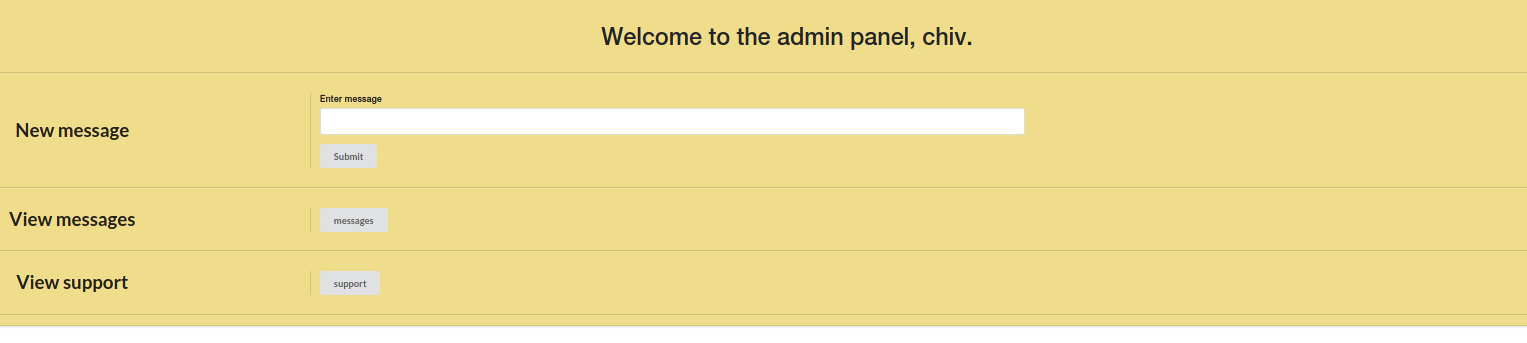 Welcome to the admin panel, chiv.
New message
Enter message
Submit
View messages
messages
View support
support